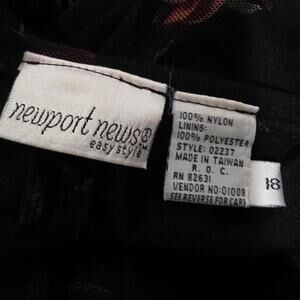 newport news®
easy style™
100% NYLON
LINING:
100% POLYESTER
STYLE: 02237
MADE IN TAIWAN
R. O. C.
RN 82631
VENDOR NO:01008
SEE REVERSE FOR CARE
18